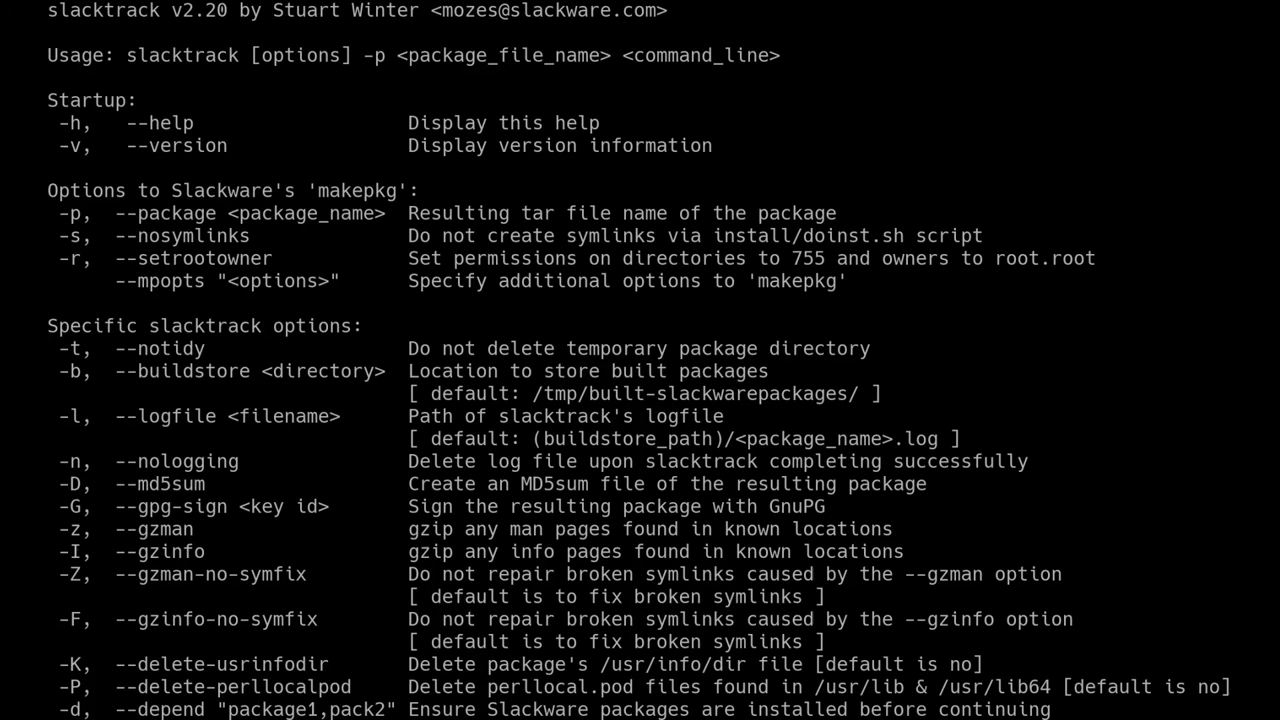 slacktrack v2.20 by Stuart Winter <mozes@slackware.com>
Usage: slacktrack [options] -p <package_file_name> <command_line>
Startup:
-h,   --help                   Display this help
-v,   --version                Display version information
Options to Slackware's 'makepkg':
-p,  --package <package_name>  Resulting tar file name of the package
-s,  --nosymlinks              Do not create symlinks via install/doinst.sh script
-r,  --setrootowner            Set permissions on directories to 755 and owners to root.root
--mpopts "<options>"      Specify additional options to 'makepkg'
Specific slacktrack options:
-t,  --notidy                  Do not delete temporary package directory
-b,  --buildstore <directory>  Location to store built packages
[ default: /tmp/built-slackwarepackages/ ]
-l,  --logfile <filename>      Path of slacktrack's logfile
[ default: (buildstore_path)/<package_name>.log ]
-n,  --nologging               Delete log file upon slacktrack completing successfully
-D,  --md5sum                  Create an MD5sum file of the resulting package
-G,  --gpg-sign <key id>       Sign the resulting package with GnuPG
-z,  --gzman                   gzip any man pages found in known locations
-I,  --gzinfo                  gzip any info pages found in known locations
-Z,  --gzman-no-symfix         Do not repair broken symlinks caused by the --gzman option
[ default is to fix broken symlinks ]
-F,  --gzinfo-no-symfix        Do not repair broken symlinks caused by the --gzinfo option
[ default is to fix broken symlinks ]
-K,  --delete-usrinfodir       Delete package's /usr/info/dir file [default is no]
-P,  --delete-perllocalpod     Delete perllocal.pod files found in /usr/lib & /usr/lib64 [default is no]
-d,  --depend "package1,pack2" Ensure Slackware packages are installed before continuing